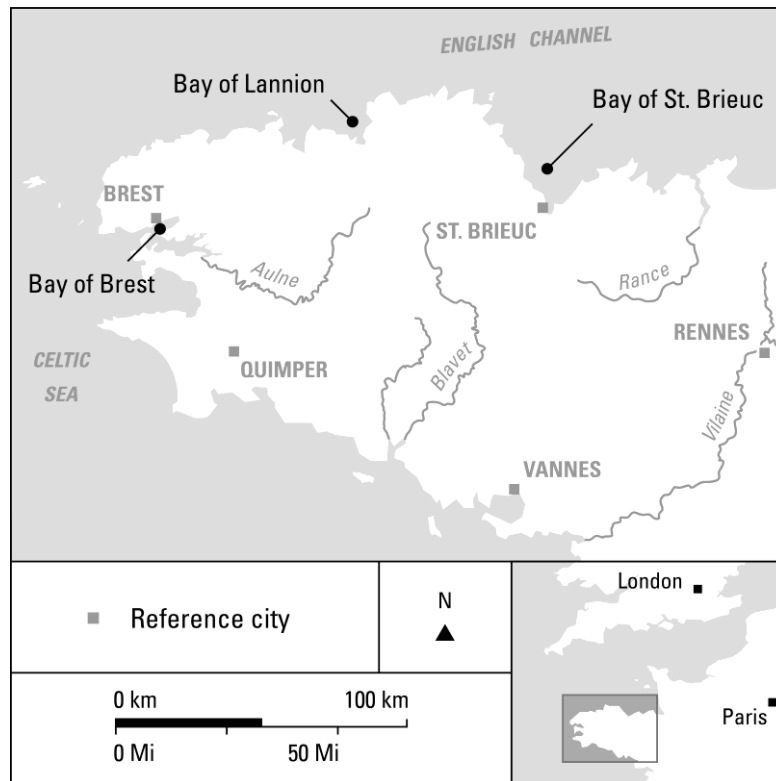 ENGLISH CHANNEL
Bay of Lannion
Bay of St. Brieuc
BREST
ST. BRIEUC
Bay of Brest
Aulne
Rance
RENNES
CELTIC
SEA
QUIMPER
Blavet
Vilaine
VANNES
Reference city
N
London
Paris
0 km 100 km
0 Mi 50 Mi